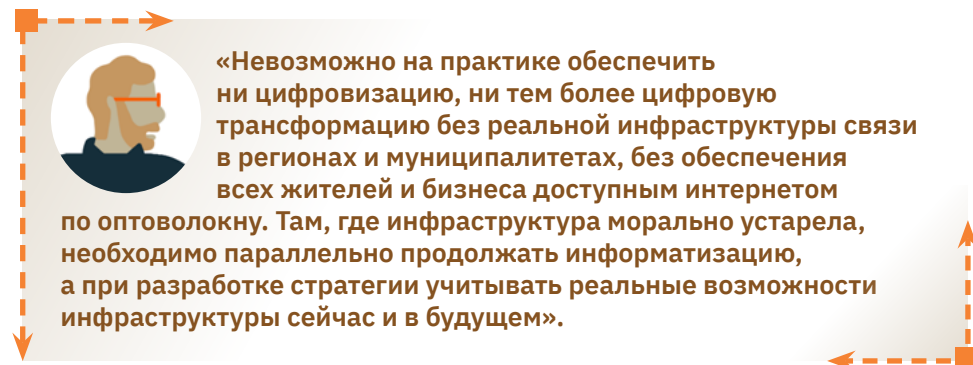 «Невозможно на практике обеспечить
ни цифровизацию, ни тем более цифровую
трансформацию без реальной инфраструктуры связи
в регионах и муниципалитетах, без обеспечения
всех жителей и бизнеса доступным интернетом
по оптоволокну. Там, где инфраструктура морально устарела,
необходимо параллельно продолжать информатизацию,
а при разработке стратегии учитывать реальные возможности
инфраструктуры сейчас и в будущем».